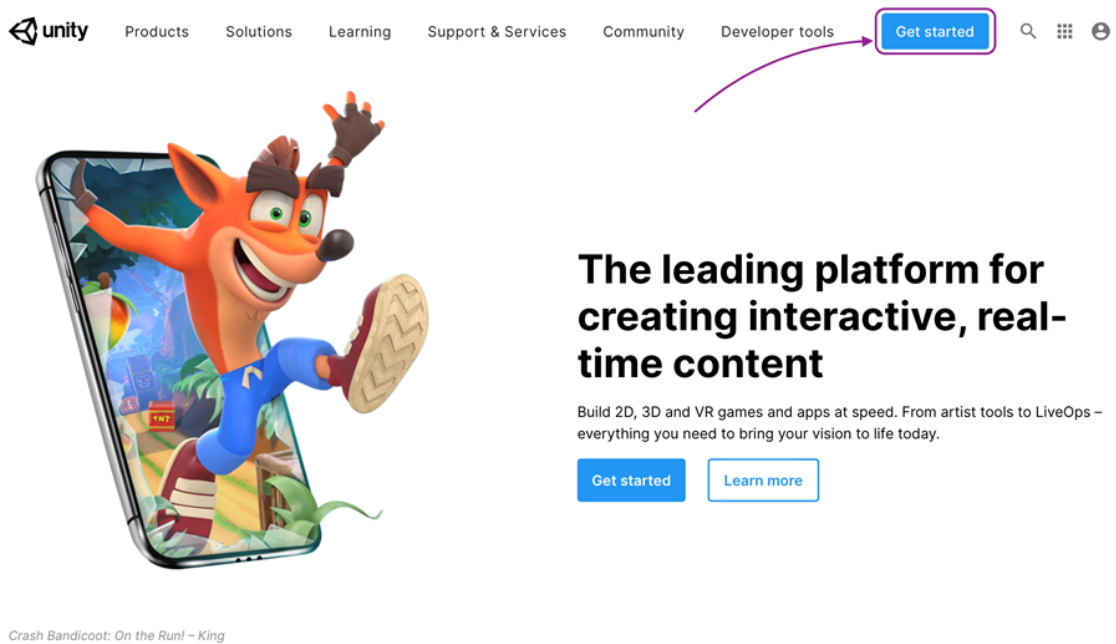 unity
Products
Solutions
Learning
Support & Services
Community
Developer tools
Get started
The leading platform for
creating interactive, real-
time content
Build 2D, 3D and VR games and apps at speed. From artist tools to LiveOps –
everything you need to bring your vision to life today.
Get started
Learn more
TNT
Crash Bandicoot: On the Run! – King